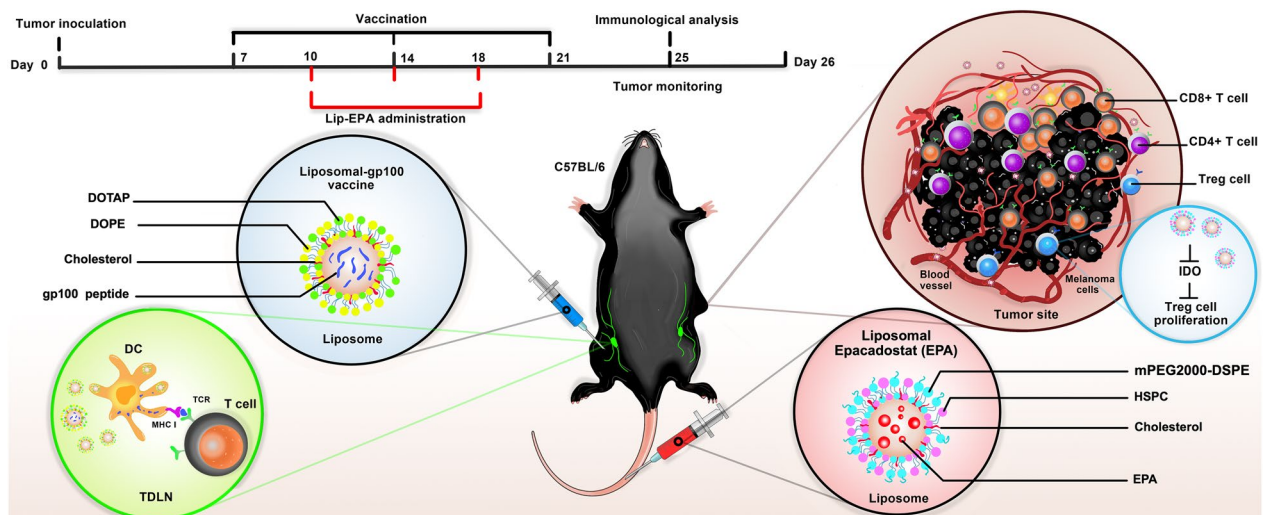 Tumor inoculation
Vaccination
Immunological analysis
Day 0
7
10
14
18
21
25
Day 26
Tumor monitoring
Lip-EPA administration
Liposomal-gp100
vaccine
DOTAP
DOPE
Cholesterol
gp100 peptide
Liposome
C57BL/6
CD8+ T cell
CD4+ T cell
Treg cell
Blood
vessel
Melanoma
cells
Tumor site
IDO
Treg cell
proliferation
DC
TCR
T cell
MHC I
TDLN
Liposomal
Epacadostat (EPA)
mPEG2000-DSPE
HSPC
Cholesterol
EPA
Liposome